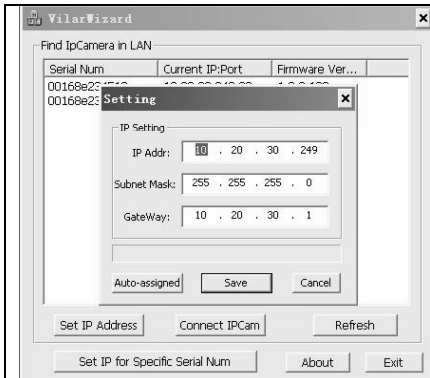 VilarWizard
Find IpCamera in LAN
Serial Num Current IP:Port Firmware Ver...
Setting
IP Setting
IP Addr: 10 . 20 . 30 . 249
Subnet Mask: 255 . 255 . 255 . 0
GateWay: 10 . 20 . 30 . 1
Auto-assigned Save Cancel
Set IP Address Connect IPCam Refresh
Set IP for Specific Serial Num About Exit